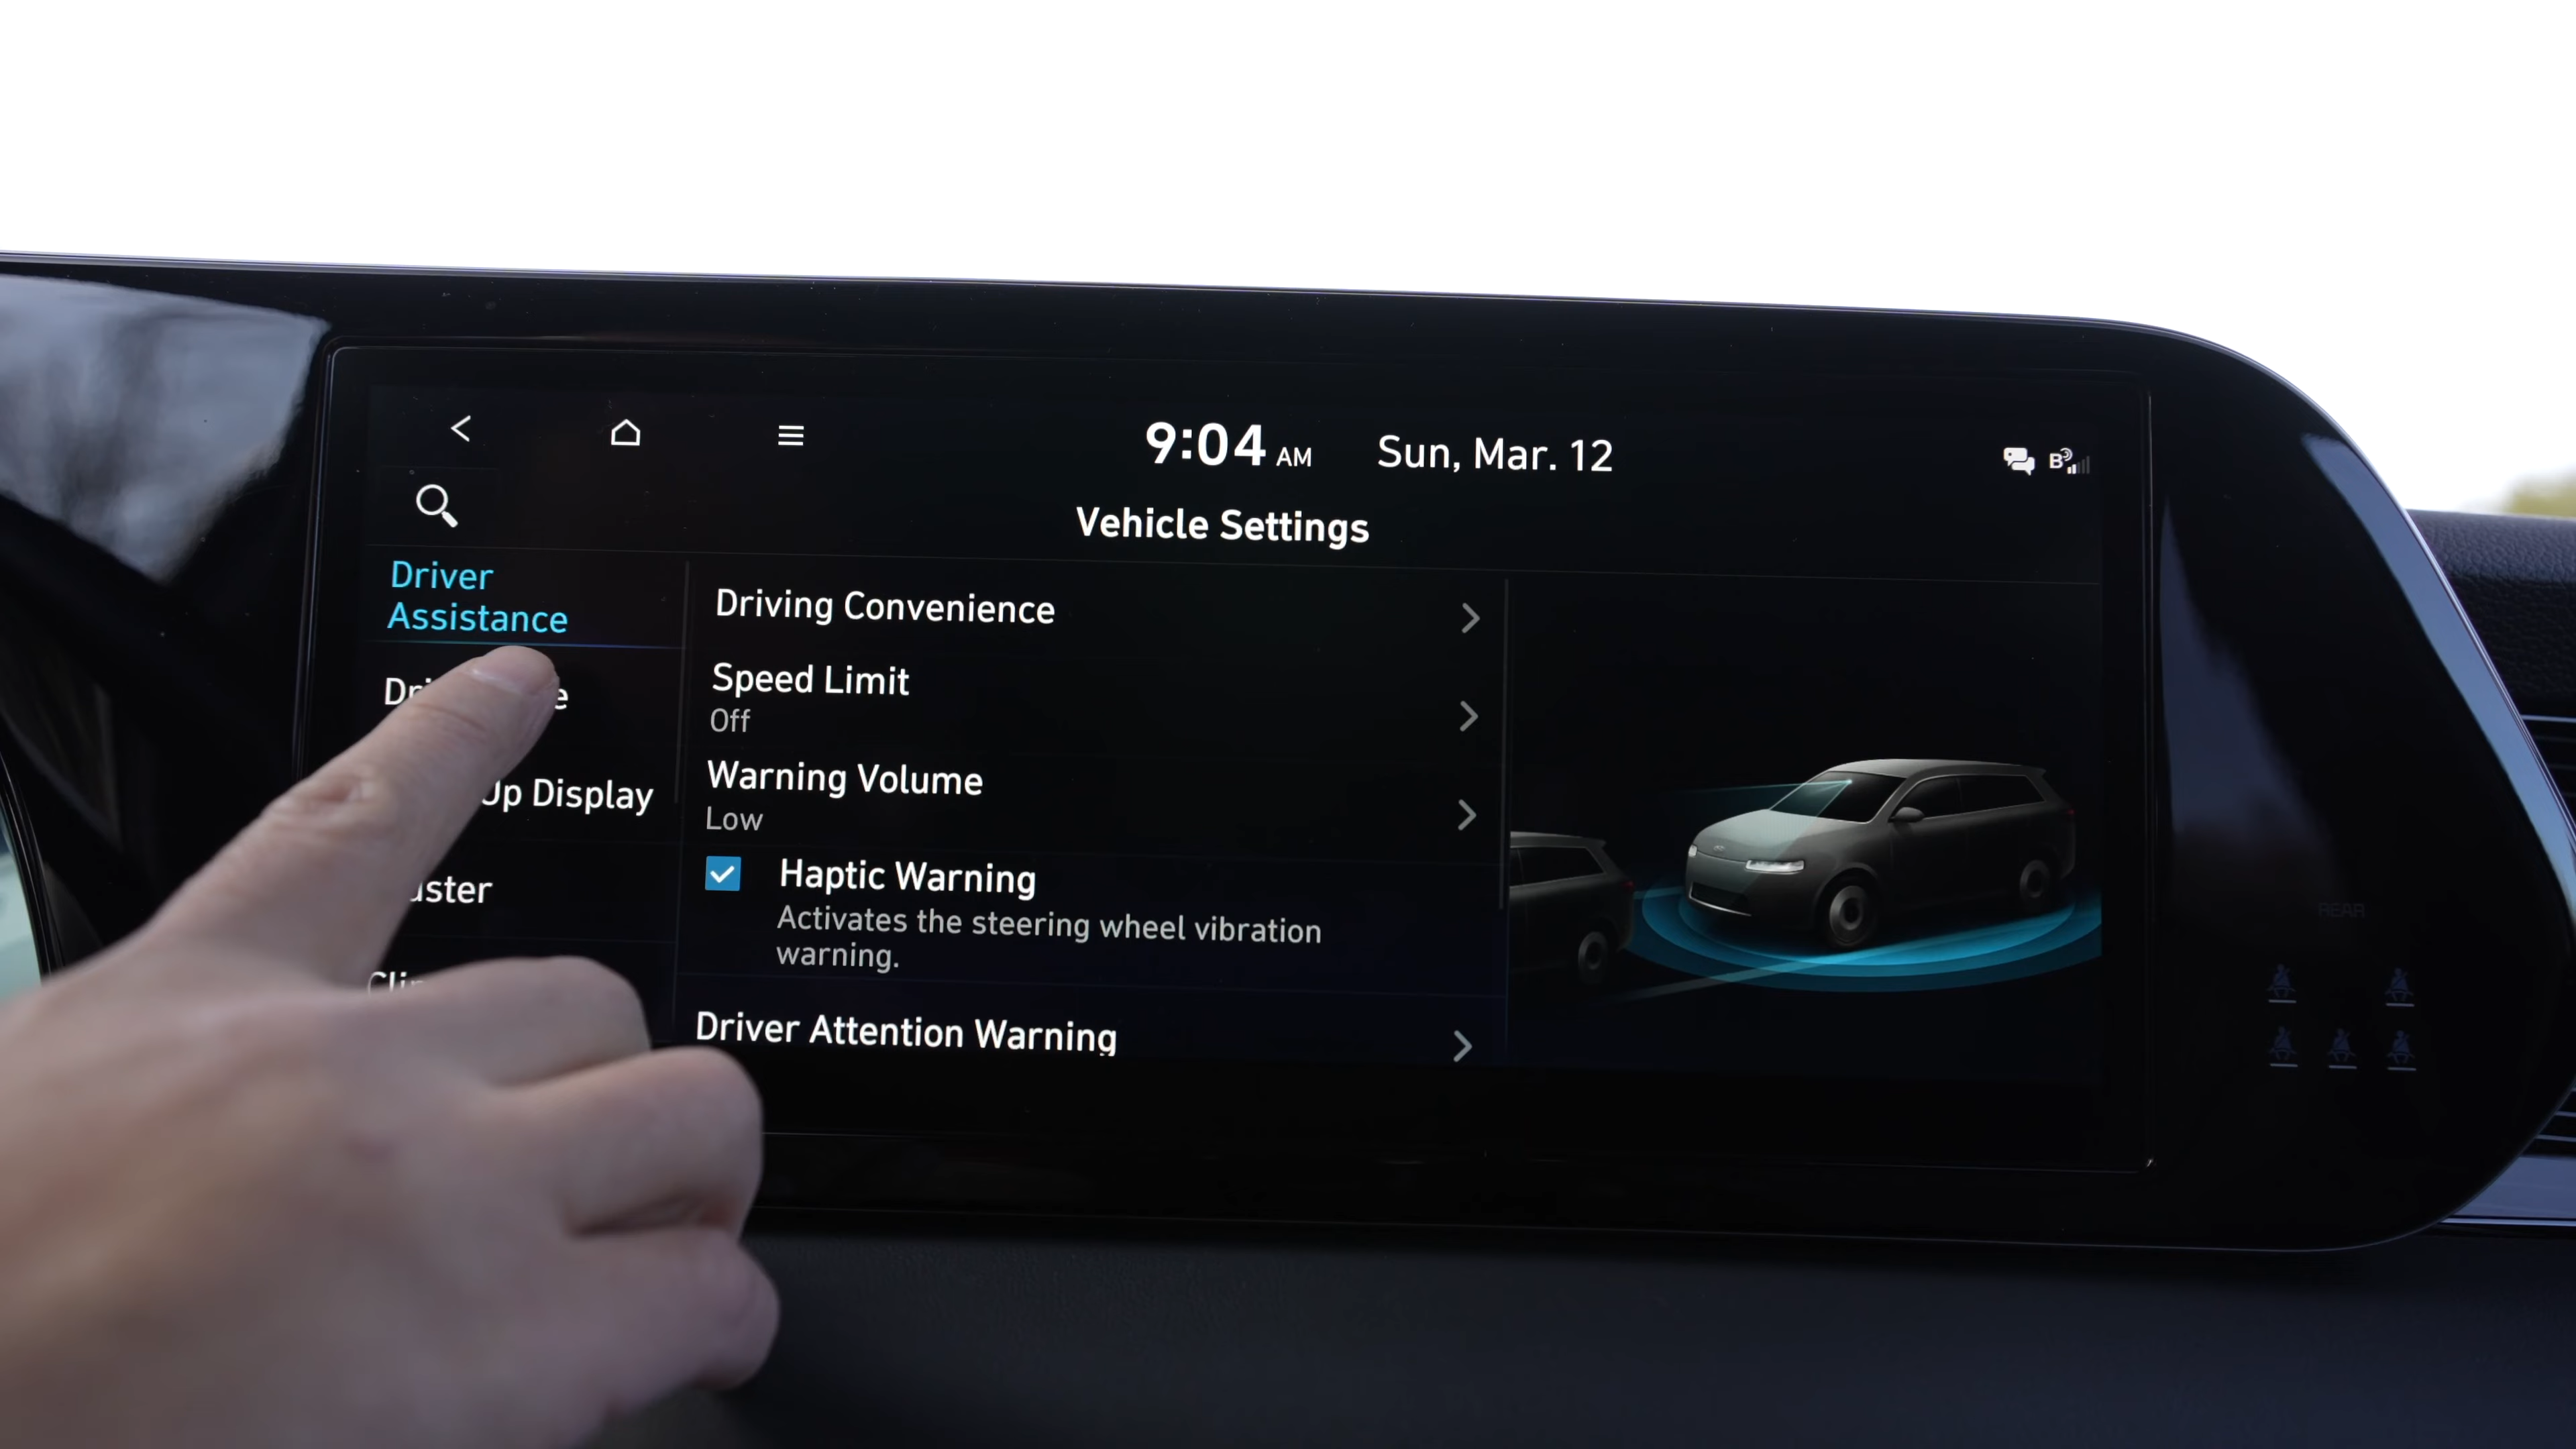 9:04 AM Sun, Mar. 12
Vehicle Settings
Driver
Assistance
Up Display
Driving Convenience
Speed Limit
Off
Warning Volume
Low
Haptic Warning
Activates the steering wheel vibration
warning.
Driver Attention Warning
REAR